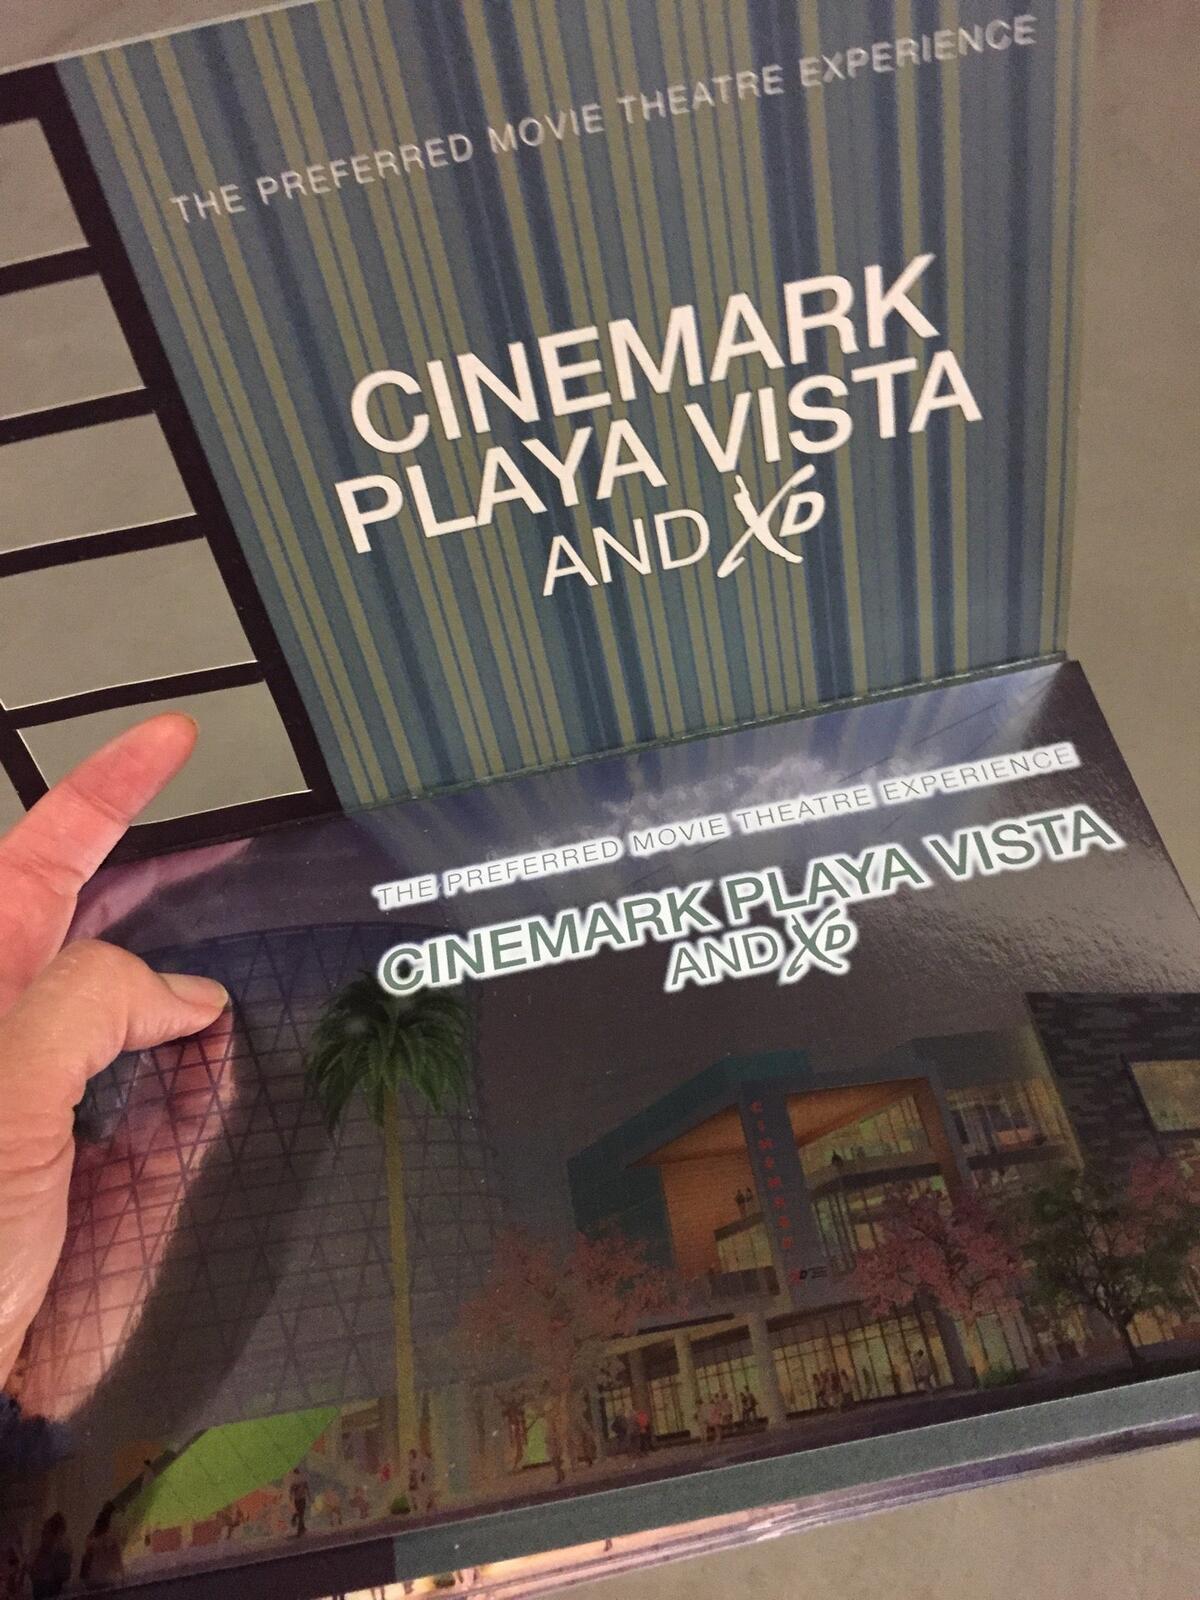 THE PREFERRED MOVIE THEATRE EXPERIENCE
CINEMARK
PLAYA VISTA
AND XD
THE PREFERRED MOVIE THEATRE EXPERIENCE
CINEMARK PLAYA VISTA
AND XD
CINEMARK